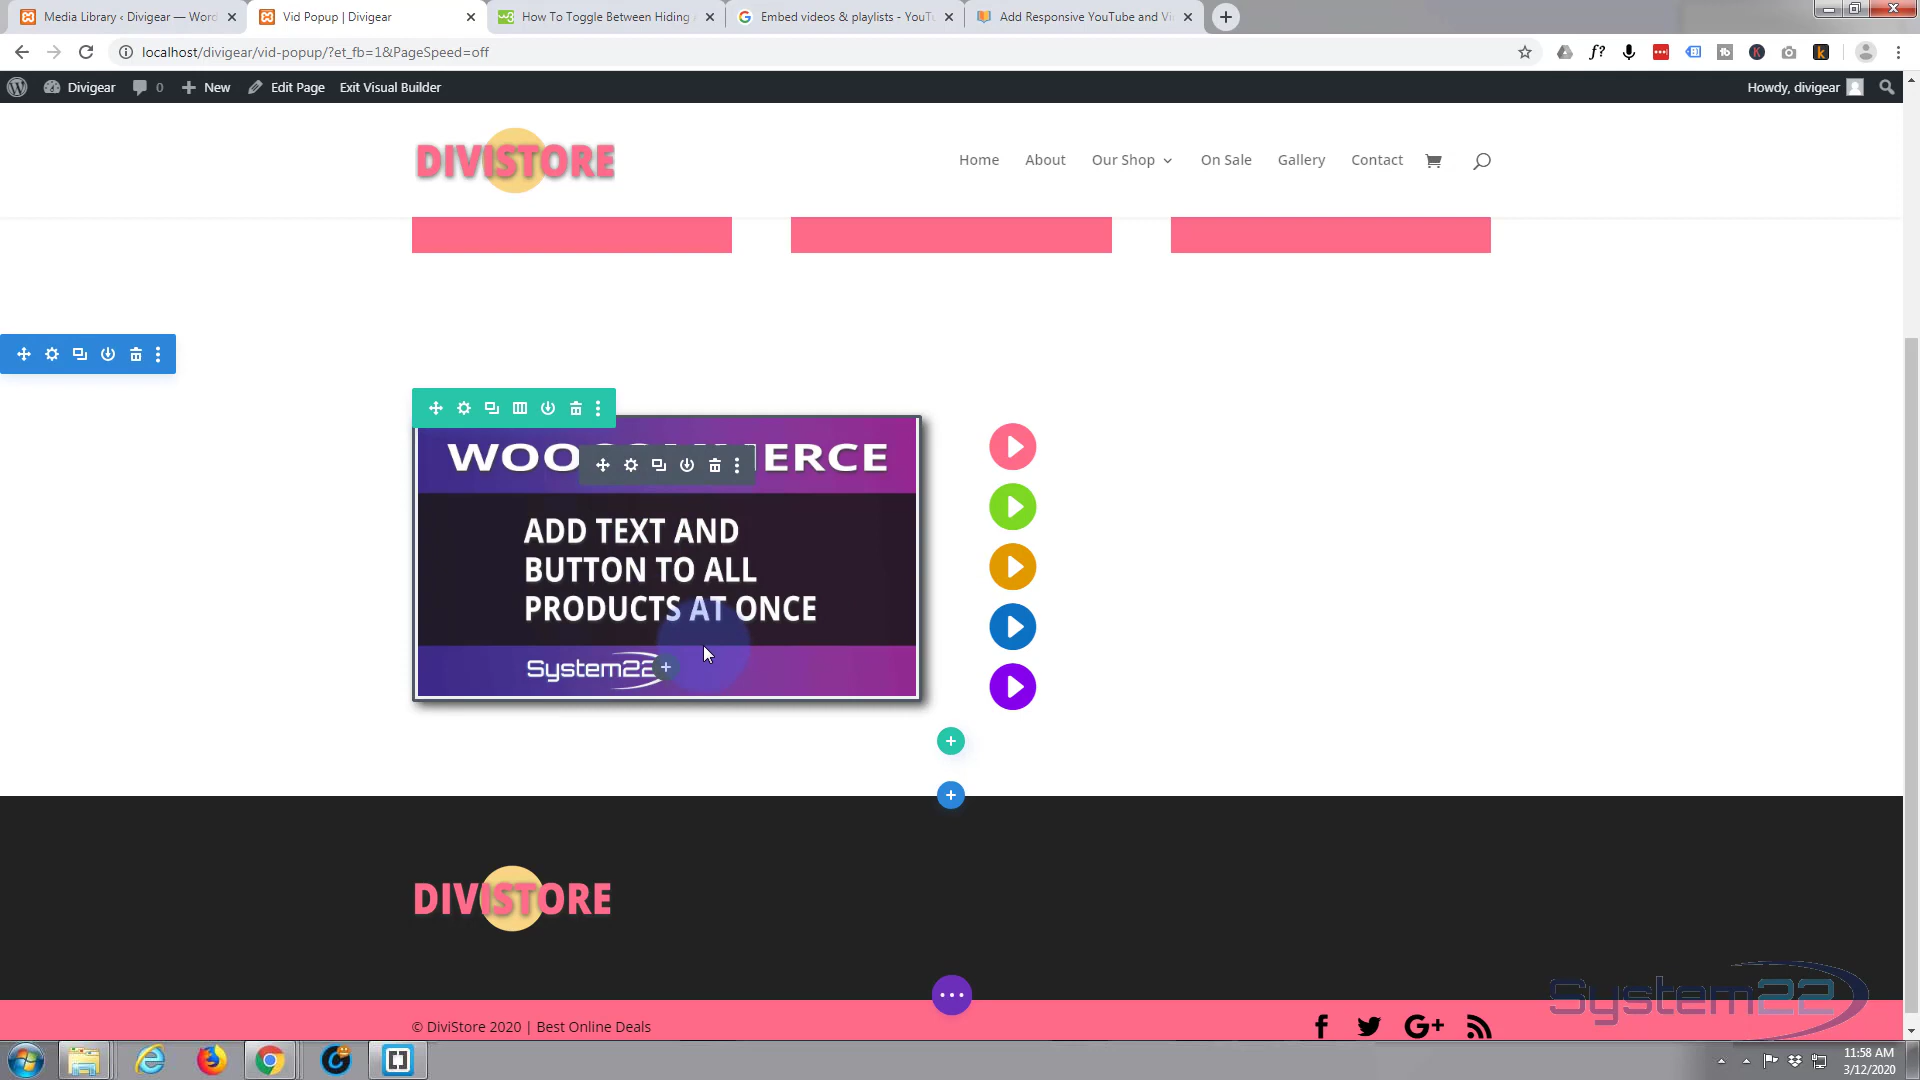 Media Library ‹ Divigear — Wor
Vid Popup | Divigear
How To Toggle Between Hiding
Embed videos & playlists - YouTu
Add Responsive YouTube and Vi
localhost/divigear/vid-popup/?et_fb=1&PageSpeed=off
Divigear
0
New
Edit Page
Exit Visual Builder
Howdy, divigear
DIVISTORE
Home
About
Our Shop
On Sale
Gallery
Contact
ADD TEXT AND
BUTTON TO ALL
PRODUCTS AT ONCE
System22
DIVISTORE
System22
© DiviStore 2020 | Best Online Deals
11:58 AM
3/12/2020